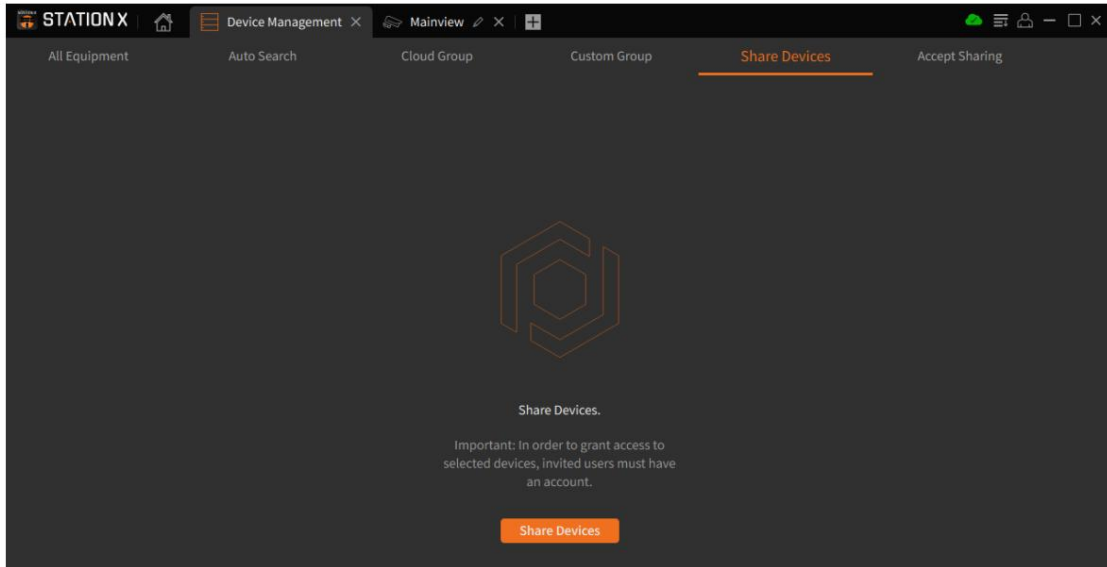 STATION X
Device Management
Mainview
All Equipment
Auto Search
Cloud Group
Custom Group
Share Devices
Accept Sharing
Share Devices.
Important: In order to grant access to
selected devices, invited users must have
an account.
Share Devices